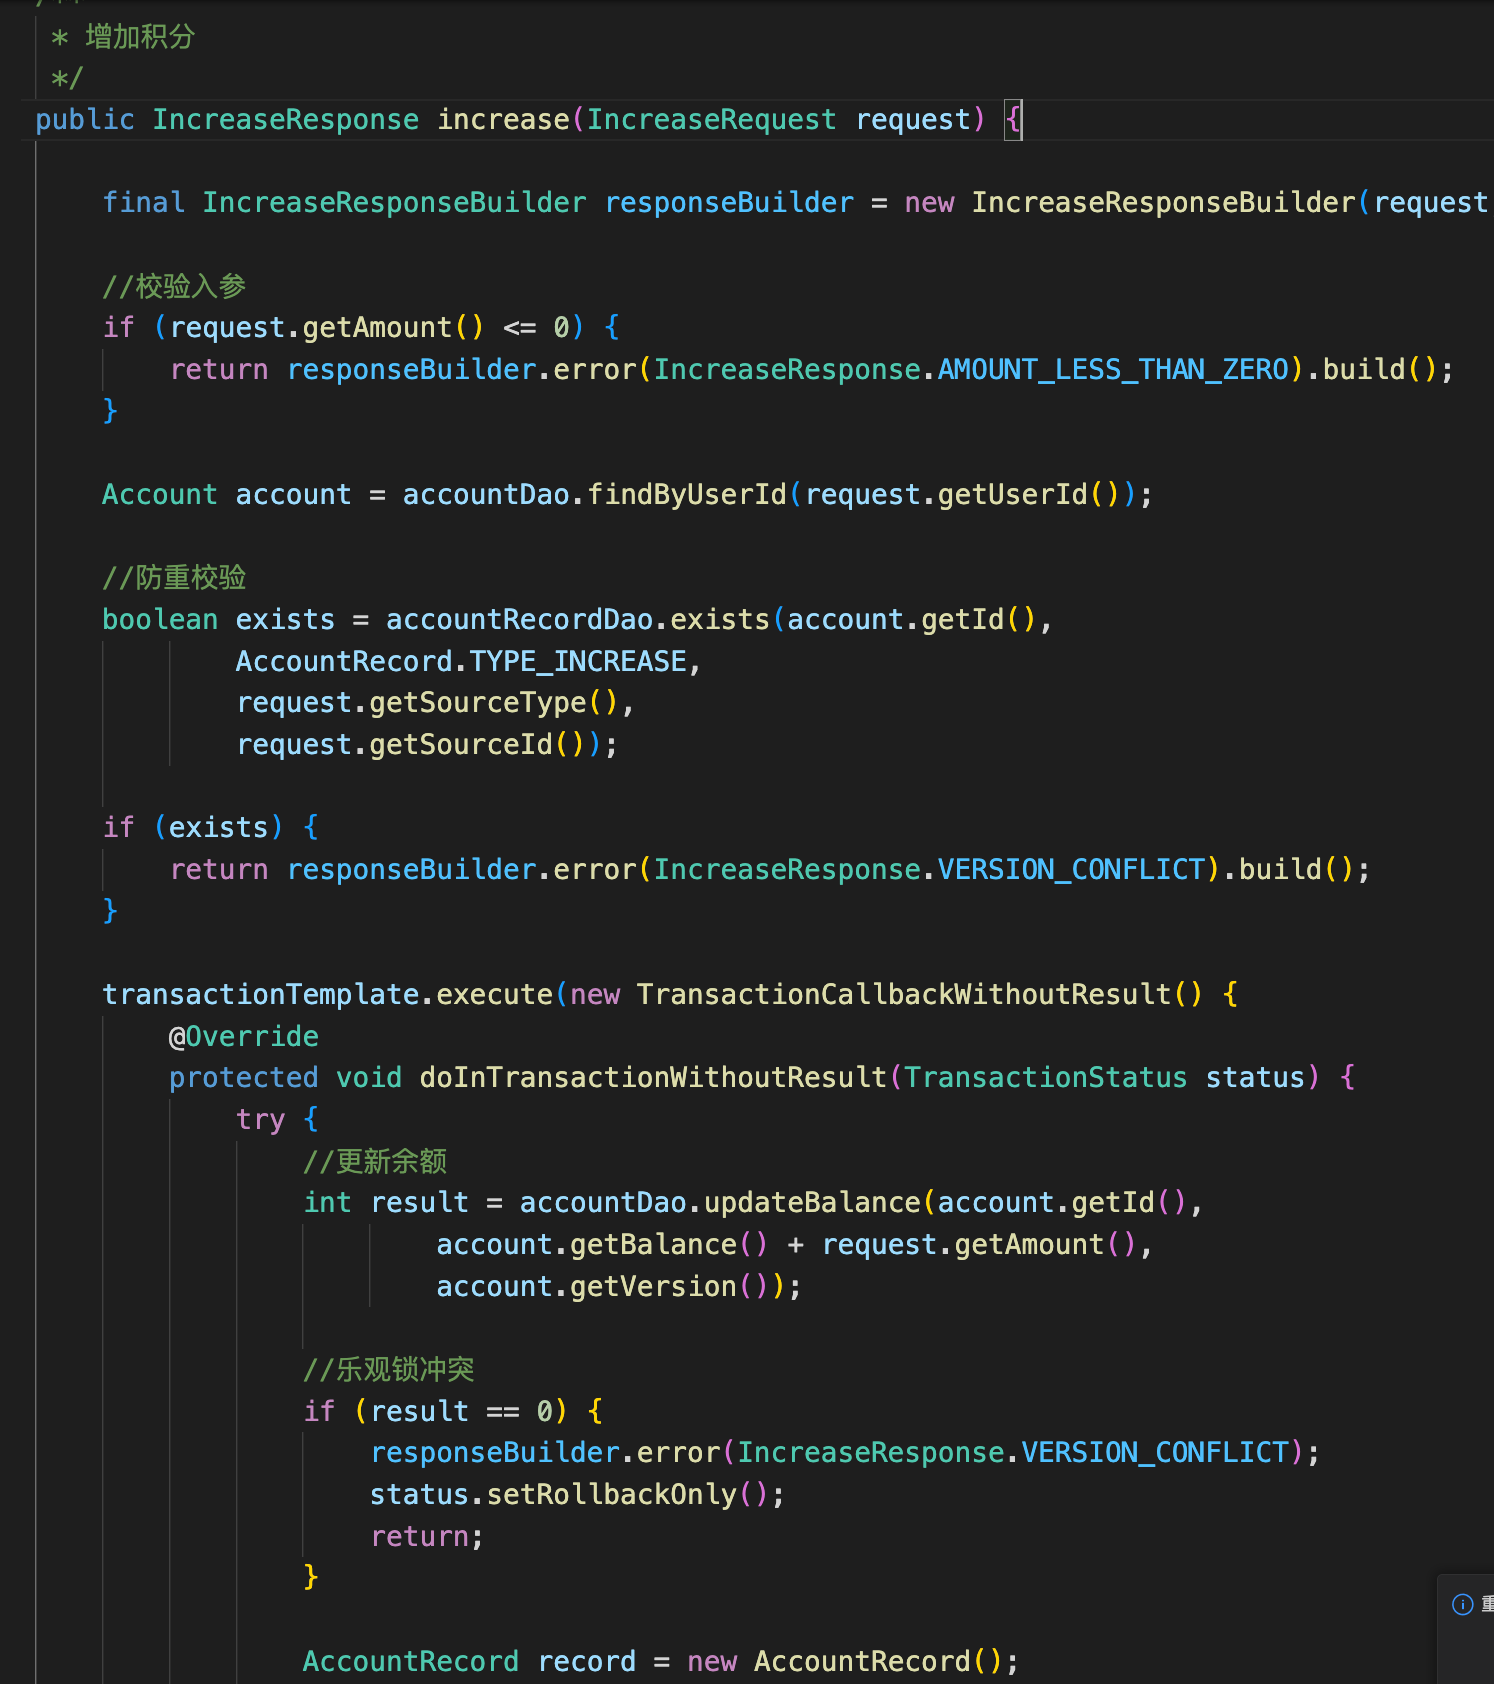 * 增加积分
*/
public IncreaseResponse increase(IncreaseRequest request) {
final IncreaseResponseBuilder responseBuilder = new IncreaseResponseBuilder(request
//校验入参
if (request.getAmount() <= 0) {
return responseBuilder.error(IncreaseResponse.AMOUNT_LESS_THAN_ZERO).build();
}
Account account = accountDao.findByUserId(request.getUserId());
//防重校验
boolean exists = accountRecordDao.exists(account.getId(),
AccountRecord.TYPE_INCREASE,
request.getSourceType(),
request.getSourceId());
if (exists) {
return responseBuilder.error(IncreaseResponse.VERSION_CONFLICT).build();
}
transactionTemplate.execute(new TransactionCallbackWithoutResult() {
@Override
protected void doInTransactionWithoutResult(TransactionStatus status) {
try {
//更新余额
int result = accountDao.updateBalance(account.getId(),
account.getBalance() + request.getAmount(),
account.getVersion());
//乐观锁冲突
if (result == 0) {
responseBuilder.error(IncreaseResponse.VERSION_CONFLICT);
status.setRollbackOnly();
return;
}
AccountRecord record = new AccountRecord();